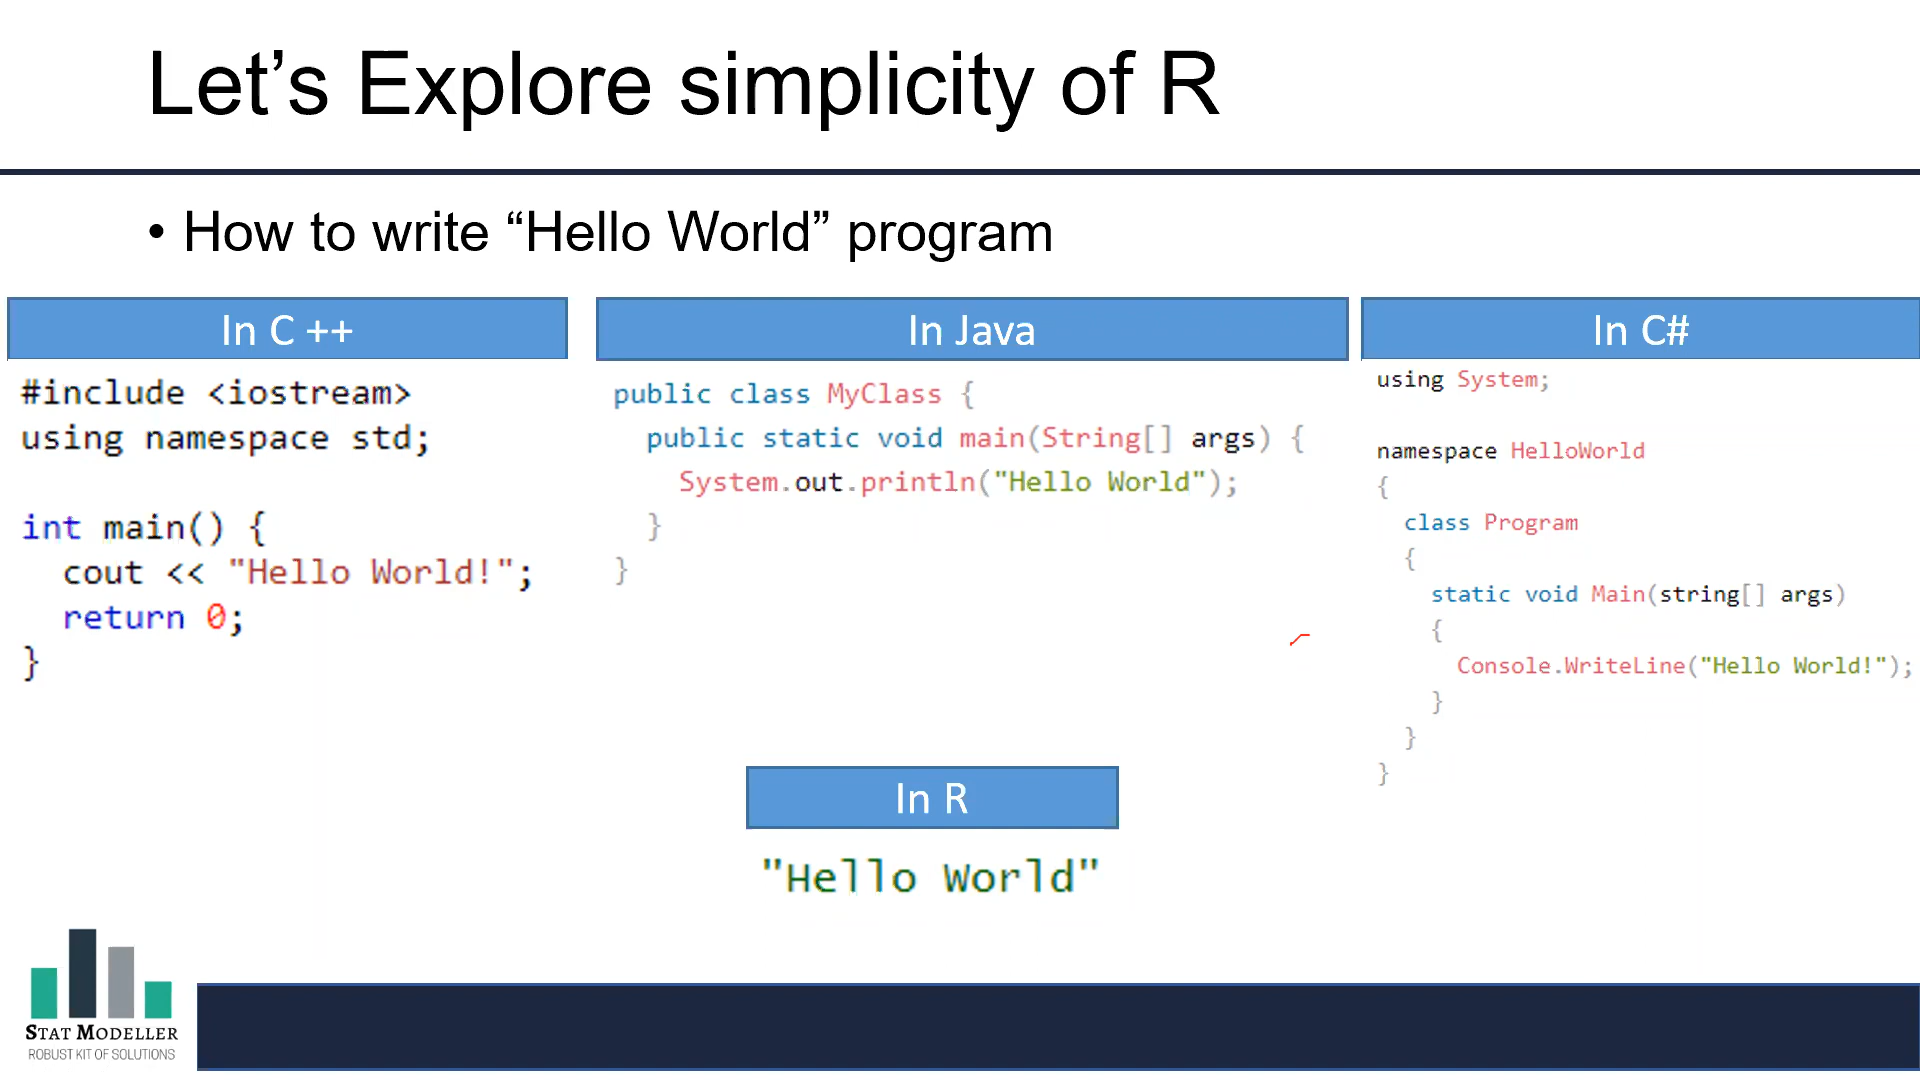 Let’s Explore simplicity of R
• How to write “Hello World” program
In C ++
#include <iostream>
using namespace std;
int main() {
cout << "Hello World!";
return 0;
}
In Java
public class MyClass {
public static void main(String[] args) {
System.out.println("Hello World");
}
}
In C#
using System;
namespace HelloWorld
{
class Program
{
static void Main(string[] args)
{
Console.WriteLine("Hello World!");
}
}
}
In R
"Hello World"
STAT MODELLER
ROBUST KIT OF SOLUTIONS